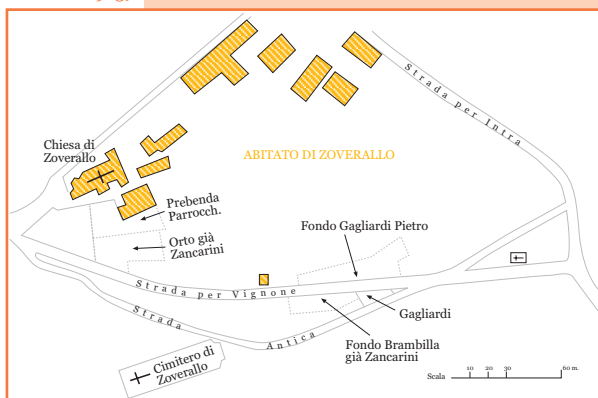 Strada per Intra
Chiesa di
Zoverallo
ABITATO DI ZOVERALLO
Prebenda
Parrocch.
Fondo Gagliardi Pietro
Orto già
Zancarini
Strada per Vignone
Gagliardi
Strada Antica
Fondo Brambilla
già Zancarini
Cimitero di
Zoverallo
Scala 10 20 30 60 m.